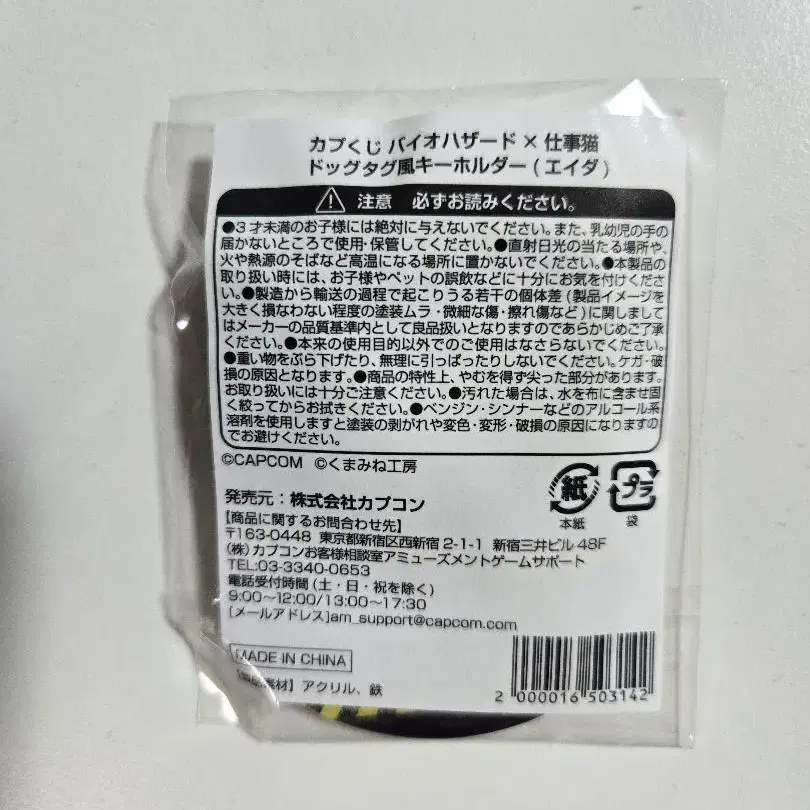 カプくじ バイオハザード × 仕事猫
ドッグタグ風キーホルダー ( エイダ )
注意 必ずお読みください。
●3才未満のお子様には絶対に与えないでください。また、乳幼児の手の
届かないところで使用・保管してください。●直射日光の当たる場所や、
火や熱源のそばなど高温になる場所に置かないでください。●本製品の
取り扱い時には、お子様やペットの誤飲などに十分にお気を付けくださ
い。●製造から輸送の過程で起こりうる若干の個体差(製品イメージを
大きく損なわない程度の塗装ムラ・微細な傷・擦れ傷など)に関しまして
はメーカーの品質基準内として良品扱いとなりますのであらかじめご了承
ください。●本来の使用目的以外でのご使用はなさらないでください。
●重い物をぶら下げたり、無理に引っぱったりしないでください。ケガ・破
損の原因となります。●商品の特性上、やむを得ず尖った部分があります。
お取り扱いには十分ご注意ください。●汚れた場合は、水を布に含ませ固
く絞ってからお拭きください。●ベンジン・シンナーなどのアルコール系
溶剤を使用しますと塗装の剥がれや変色・変形・破損の原因になりますの
でお避けください。
©CAPCOM ©くまみね工房
紙
本紙
プラ
袋
発売元：株式会社カプコン
【商品に関するお問合わせ先】
〒163-0448 東京都新宿区西新宿 2-1-1 新宿三井ビル 48F
(株) カプコンお客様相談室アミューズメントゲームサポート
TEL:03-3340-0653
電話受付時間 (土・日・祝を除く)
9:00～12:00/13:00～17:30
[メールアドレス]am_support@capcom.com
MADE IN CHINA
素材】アクリル、鉄
2 000016 503142